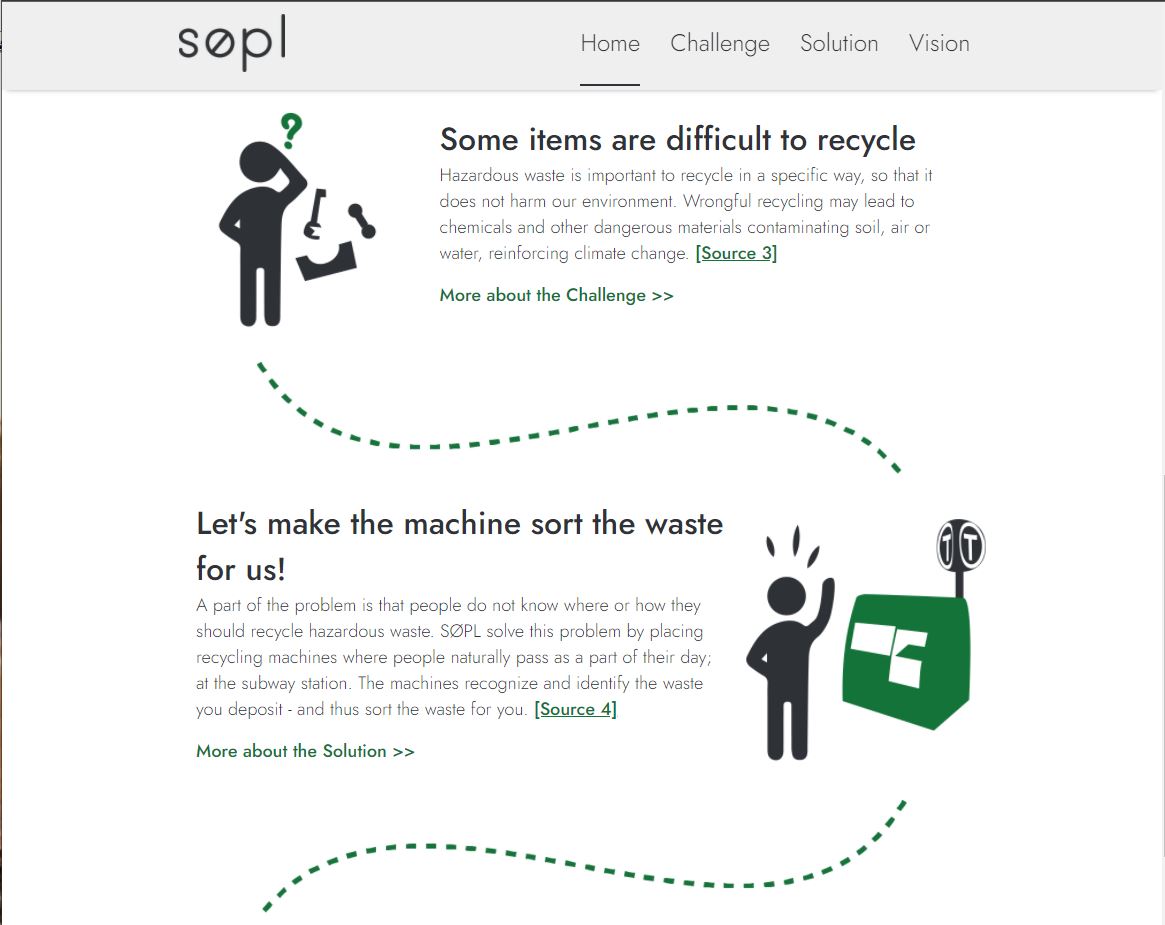 søpl
Home Challenge Solution Vision
?
Some items are difficult to recycle
Hazardous waste is important to recycle in a specific way, so that it
does not harm our environment. Wrongful recycling may lead to
chemicals and other dangerous materials contaminating soil, air or
water, reinforcing climate change. [Source 3]
More about the Challenge >>
Let's make the machine sort the waste
for us!
A part of the problem is that people do not know where or how they
should recycle hazardous waste. SØPL solve this problem by placing
recycling machines where people naturally pass as a part of their day;
at the subway station. The machines recognize and identify the waste
you deposit - and thus sort the waste for you. [Source 4]
More about the Solution >>
T T